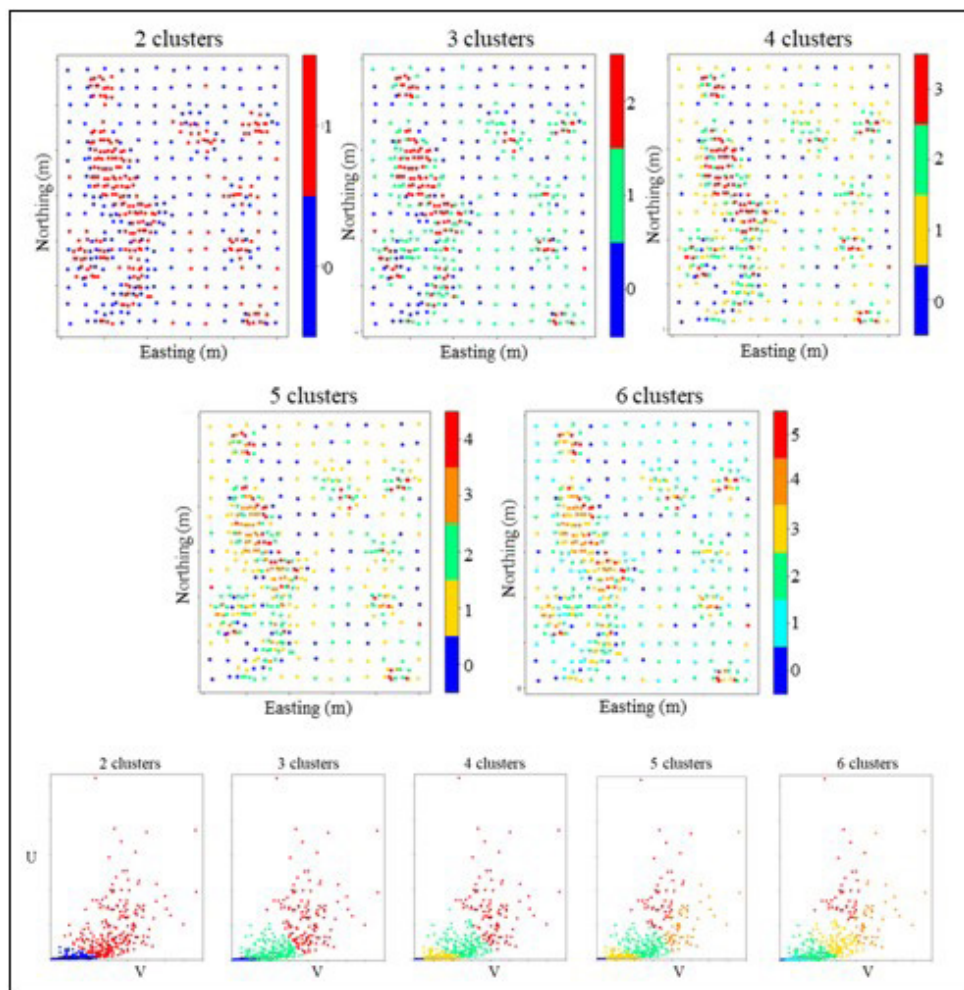 2 clusters
3 clusters
4 clusters
Northing (m)
1
0
Easting (m)
Northing (m)
2
1
0
Easting (m)
Northing (m)
3
2
1
0
Easting (m)
5 clusters
6 clusters
Northing (m)
4
3
2
1
0
Easting (m)
Northing (m)
5
4
3
2
1
0
Easting (m)
2 clusters
3 clusters
4 clusters
5 clusters
6 clusters
U
V
V
V
V
V